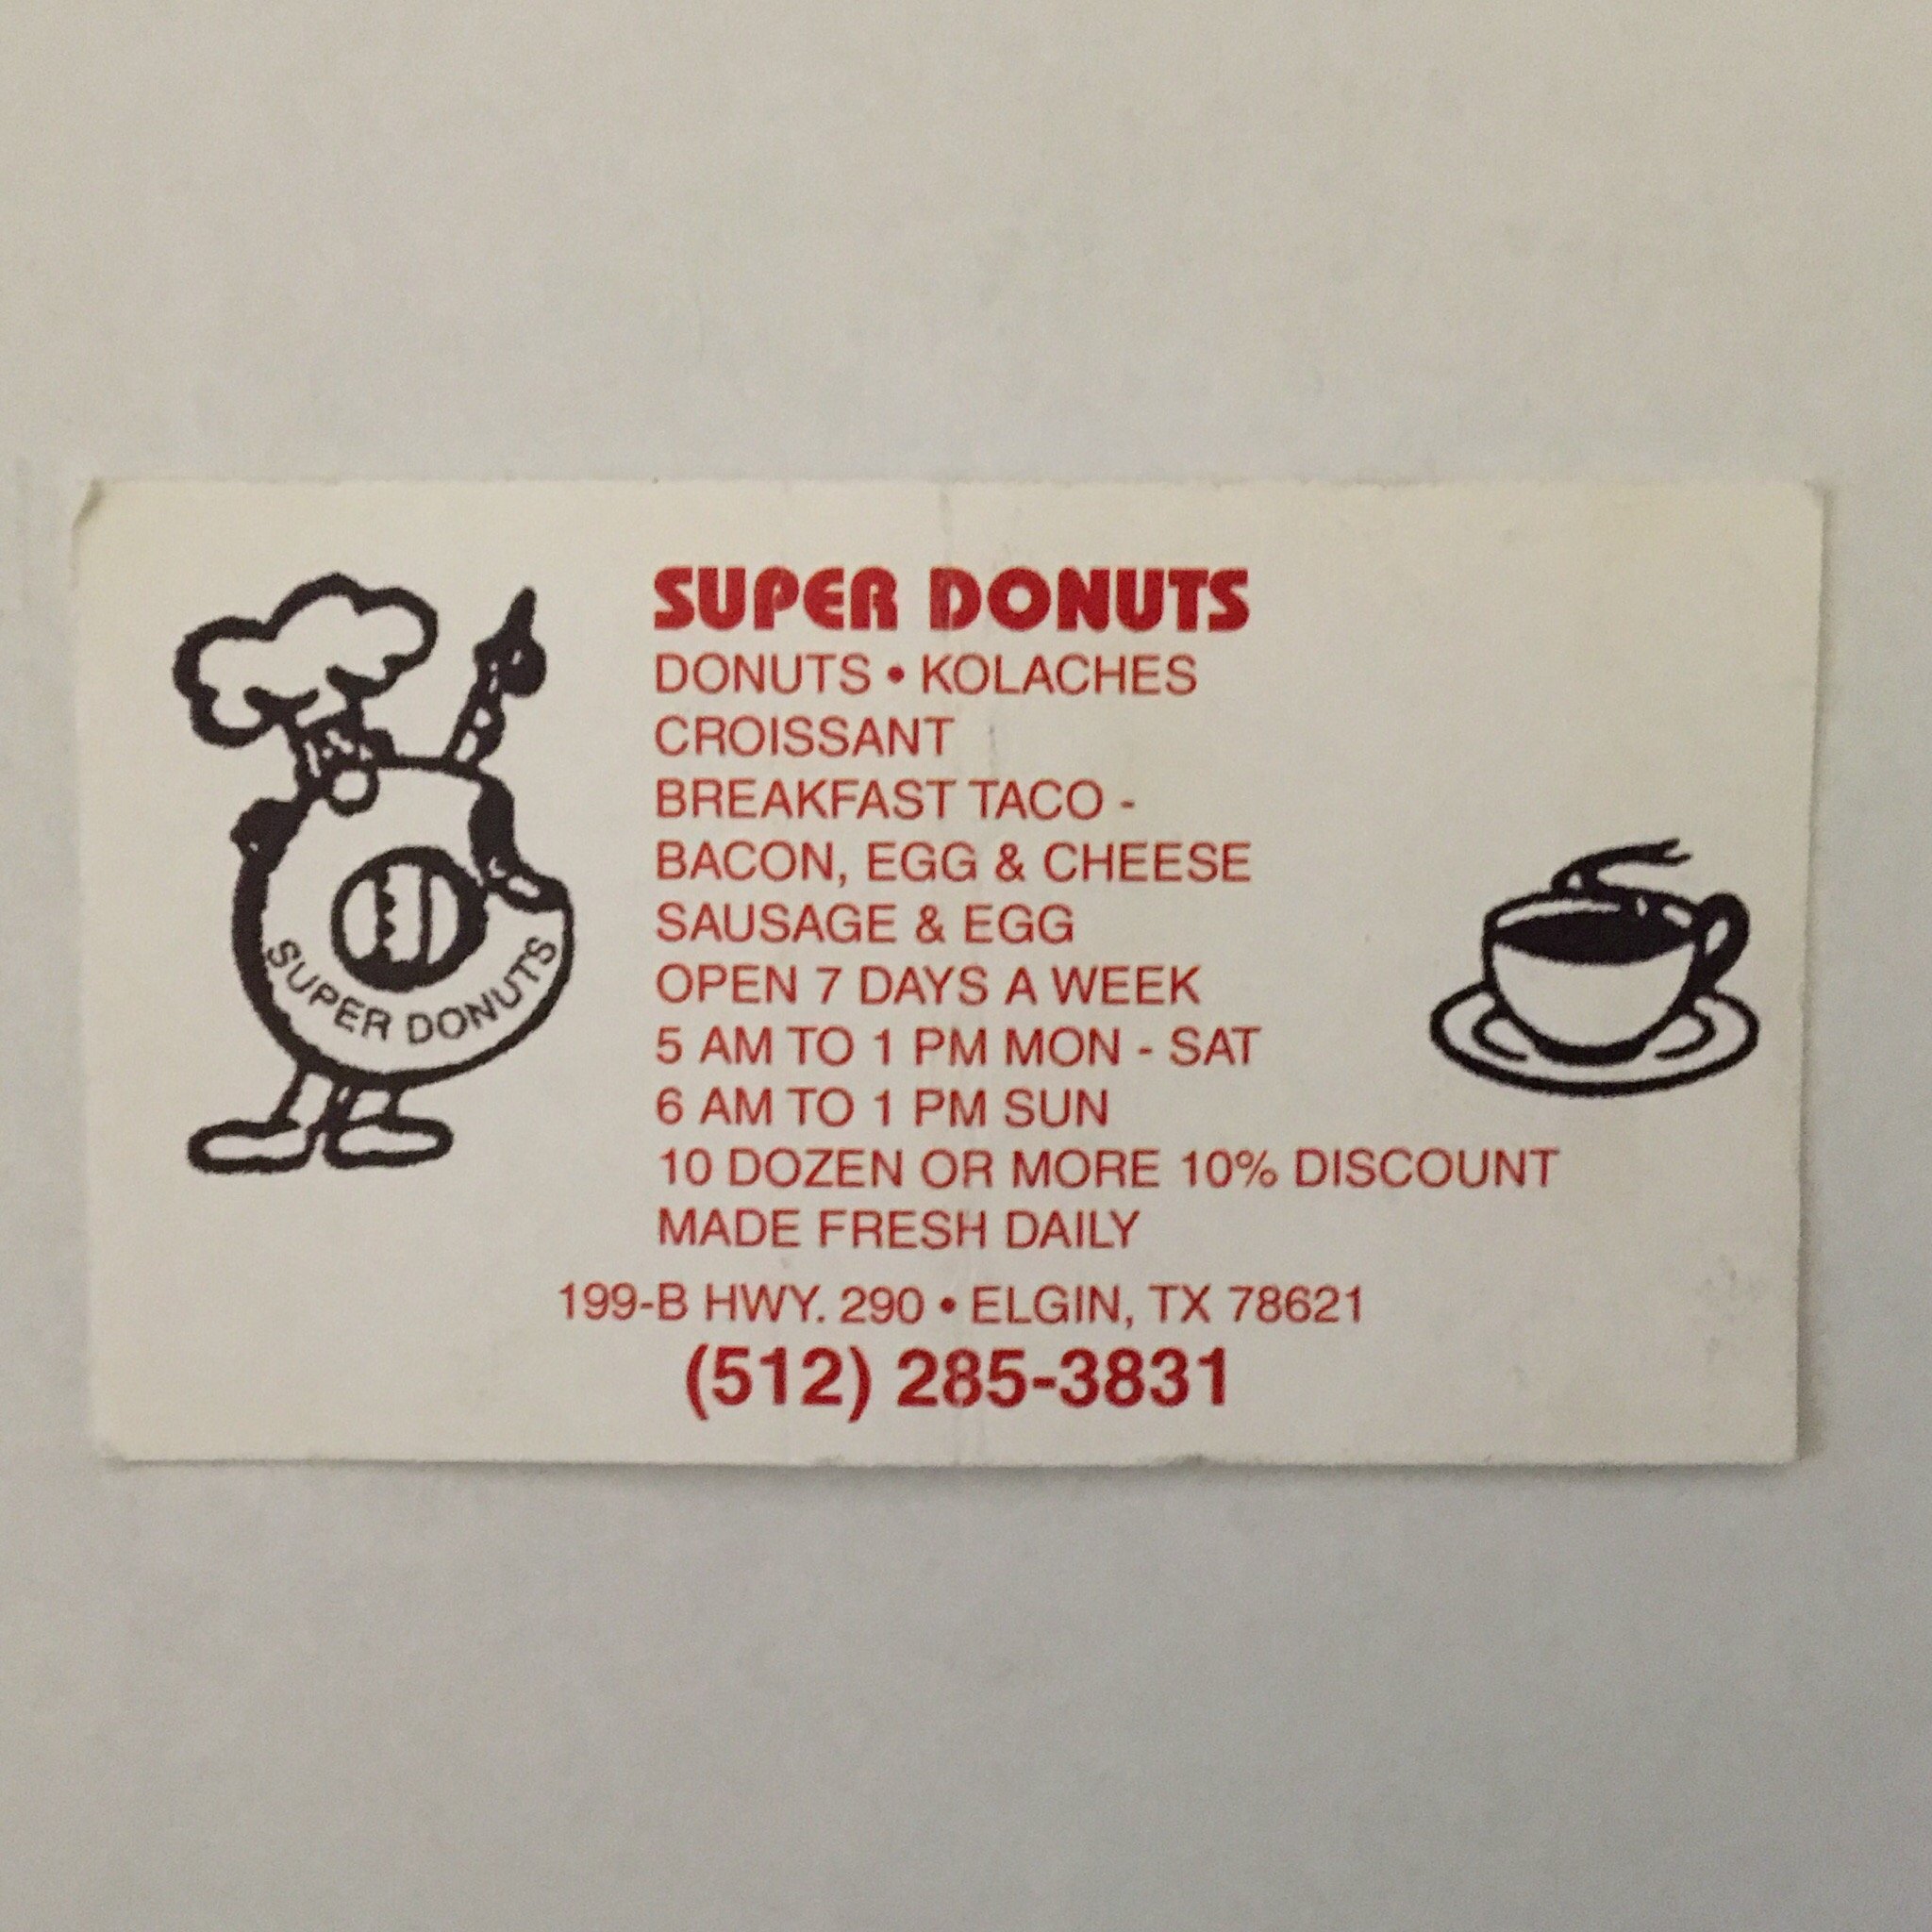 SUPER DONUTS
DONUTS • KOLACHES
CROISSANT
BREAKFAST TACO -
BACON, EGG & CHEESE
SAUSAGE & EGG
OPEN 7 DAYS A WEEK
5 AM TO 1 PM MON - SAT
6 AM TO 1 PM SUN
10 DOZEN OR MORE 10% DISCOUNT
MADE FRESH DAILY
199-B HWY. 290 • ELGIN, TX 78621
(512) 285-3831
SUPER DONUTS